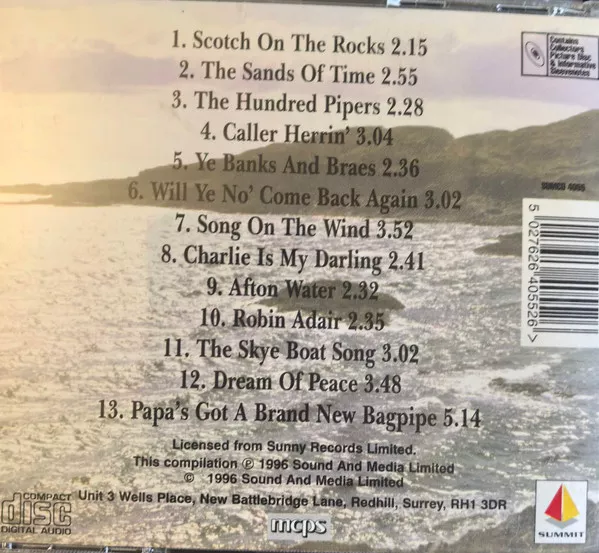 1. Scotch On The Rocks 2.15
2. The Sands Of Time 2.55
3. The Hundred Pipers 2.28
4. Caller Herrin' 3.04
5. Ye Banks And Braes 2.36
6. Will Ye No' Come Back Again 3.02
7. Song On The Wind 3.52
8. Charlie Is My Darling 2.41
9. Afton Water 2.32
10. Robin Adair 2.35
11. The Skye Boat Song 3.02
12. Dream Of Peace 3.48
13. Papa's Got A Brand New Bagpipe 5.14
Contains
Collectors
Picture Disc
& Informative
Sleevenotes
5 027626 405526 >
Licensed from Sunny Records Limited.
This compilation ℗ 1996 Sound And Media Limited
© 1996 Sound And Media Limited
Unit 3 Wells Place, New Battlebridge Lane, Redhill, Surrey, RH1 3DR
COMPACT
disc
DIGITAL AUDIO
mcps
SUMMIT